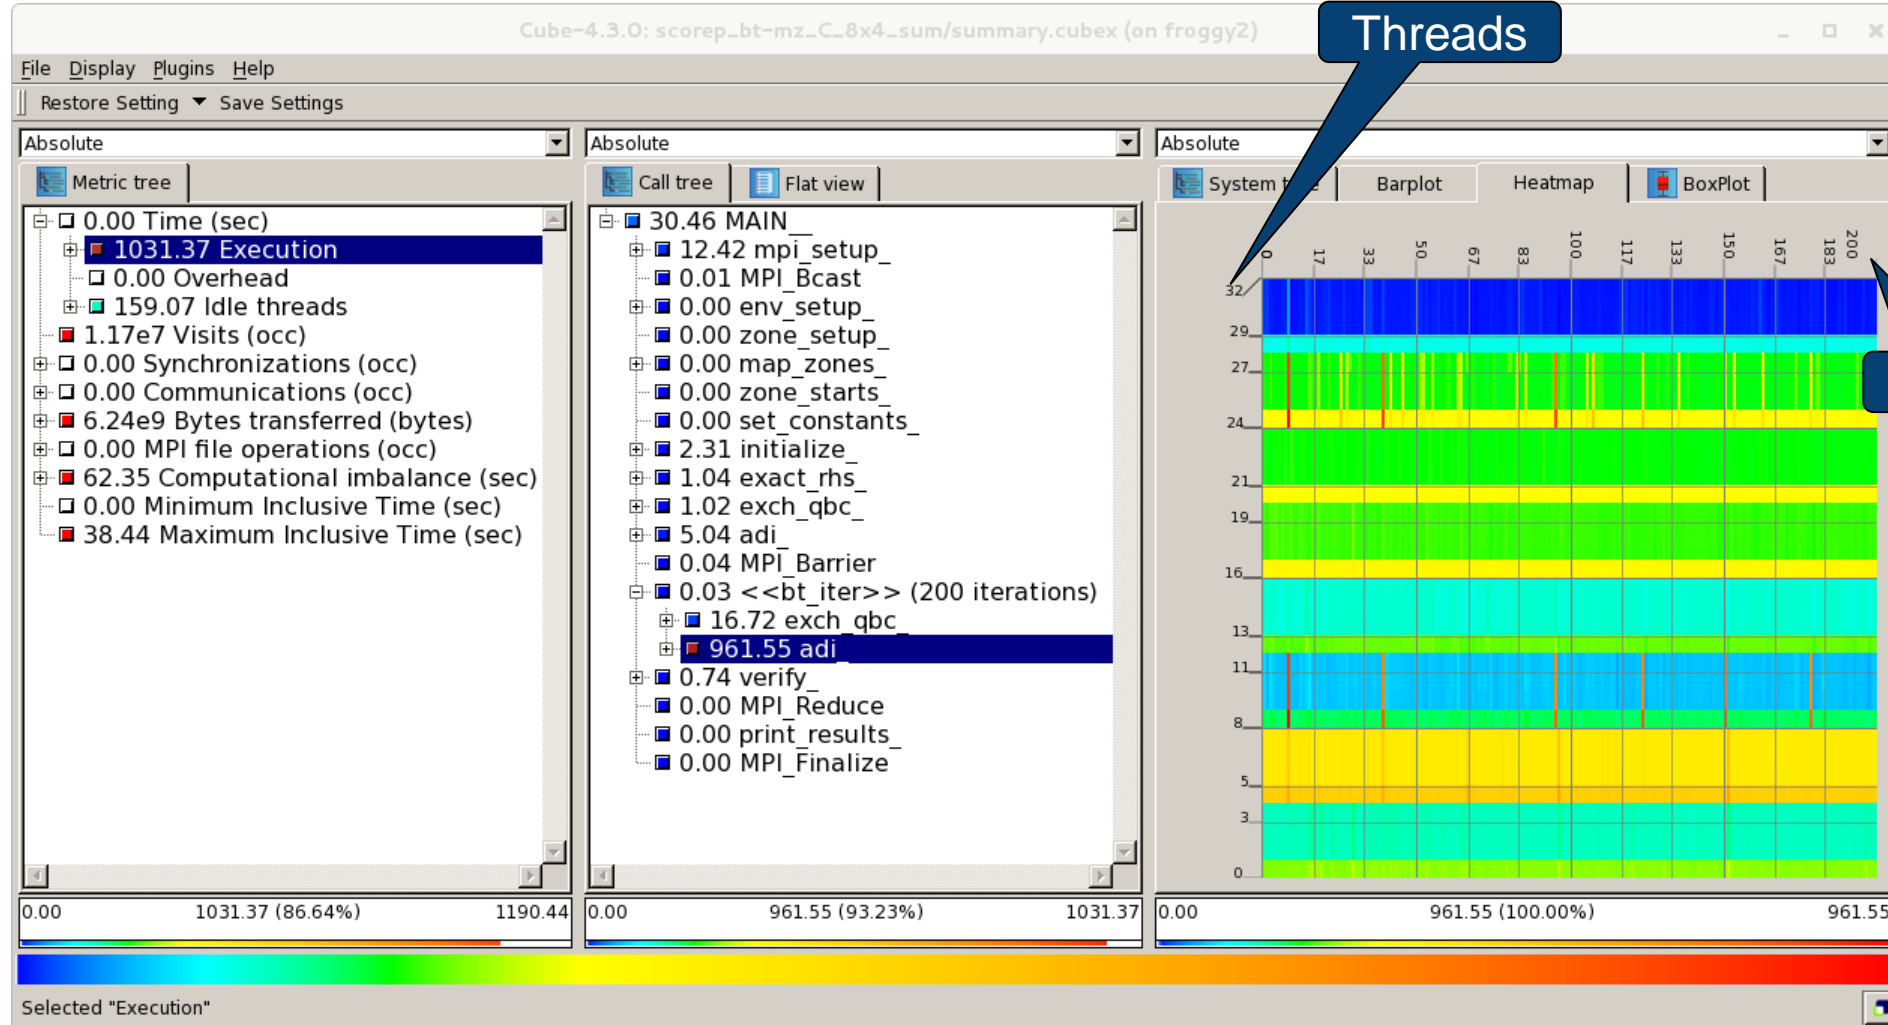 Cube-4.3.0: scorep_bt-mz_C_8x4_sum/summary.cubex (on froggy2)
Threads
File Display Plugins Help
Restore Setting Save Settings
Absolute
Metric tree
0.00 Time (sec)
1031.37 Execution
0.00 Overhead
159.07 Idle threads
1.17e7 Visits (occ)
0.00 Synchronizations (occ)
0.00 Communications (occ)
6.24e9 Bytes transferred (bytes)
0.00 MPI file operations (occ)
62.35 Computational imbalance (sec)
0.00 Minimum Inclusive Time (sec)
38.44 Maximum Inclusive Time (sec)
0.00 1031.37 (86.64%) 1190.44
Absolute
Call tree Flat view
30.46 MAIN__
12.42 mpi_setup_
0.01 MPI_Bcast
0.00 env_setup_
0.00 zone_setup_
0.00 map_zones_
0.00 zone_starts_
0.00 set_constants_
2.31 initialize_
1.04 exact_rhs_
1.02 exch_qbc_
5.04 adi_
0.04 MPI_Barrier
0.03 <<bt_iter>> (200 iterations)
16.72 exch_qbc_
961.55 adi_
0.74 verify_
0.00 MPI_Reduce
0.00 print_results_
0.00 MPI_Finalize
0.00 961.55 (93.23%) 1031.37
Absolute
System Barplot Heatmap BoxPlot
0 17 33 50 67 83 100 117 133 150 167 183 200
32
29
27
24
21
19
16
13
11
8
5
3
0
0.00 961.55 (100.00%) 961.55
Selected "Execution"